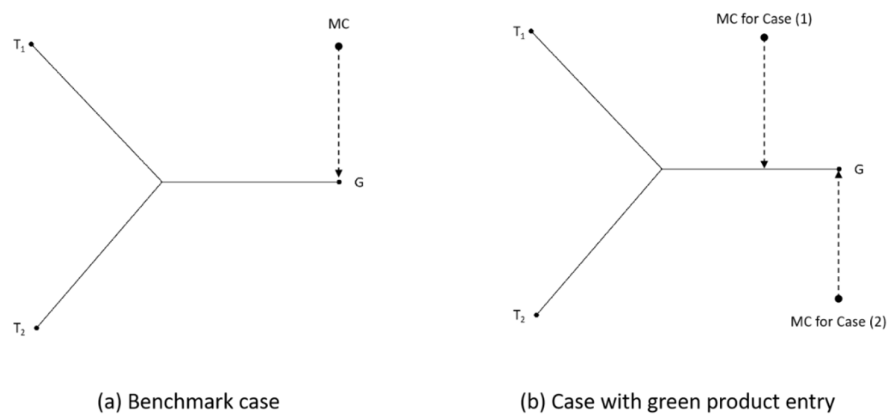 MC
T₁
G
T₂
(a) Benchmark case
MC for Case (1)
T₁
G
T₂
MC for Case (2)
(b) Case with green product entry